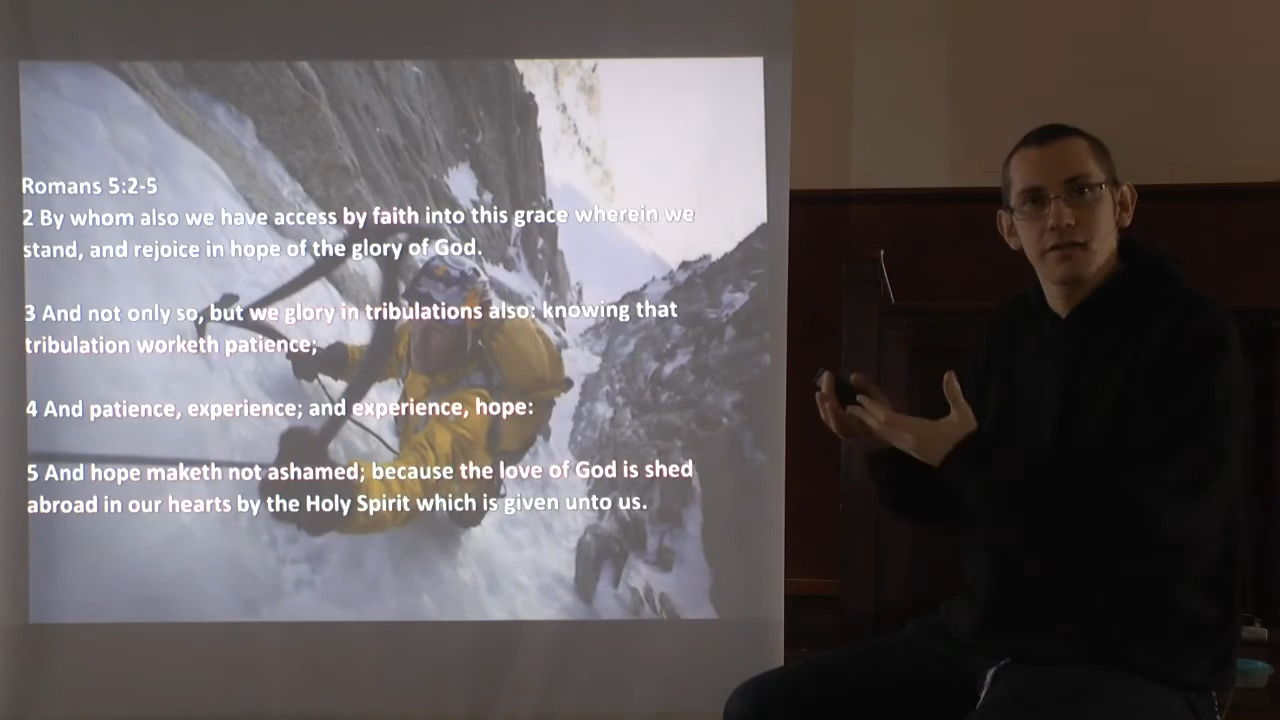 Romans 5:2-5
2 By whom also we have access by faith into this grace wherein we
stand, and rejoice in hope of the glory of God.
3 And not only so, but we glory in tribulations also: knowing that
tribulation worketh patience;
4 And patience, experience; and experience, hope:
5 And hope maketh not ashamed; because the love of God is shed
abroad in our hearts by the Holy Spirit which is given unto us.